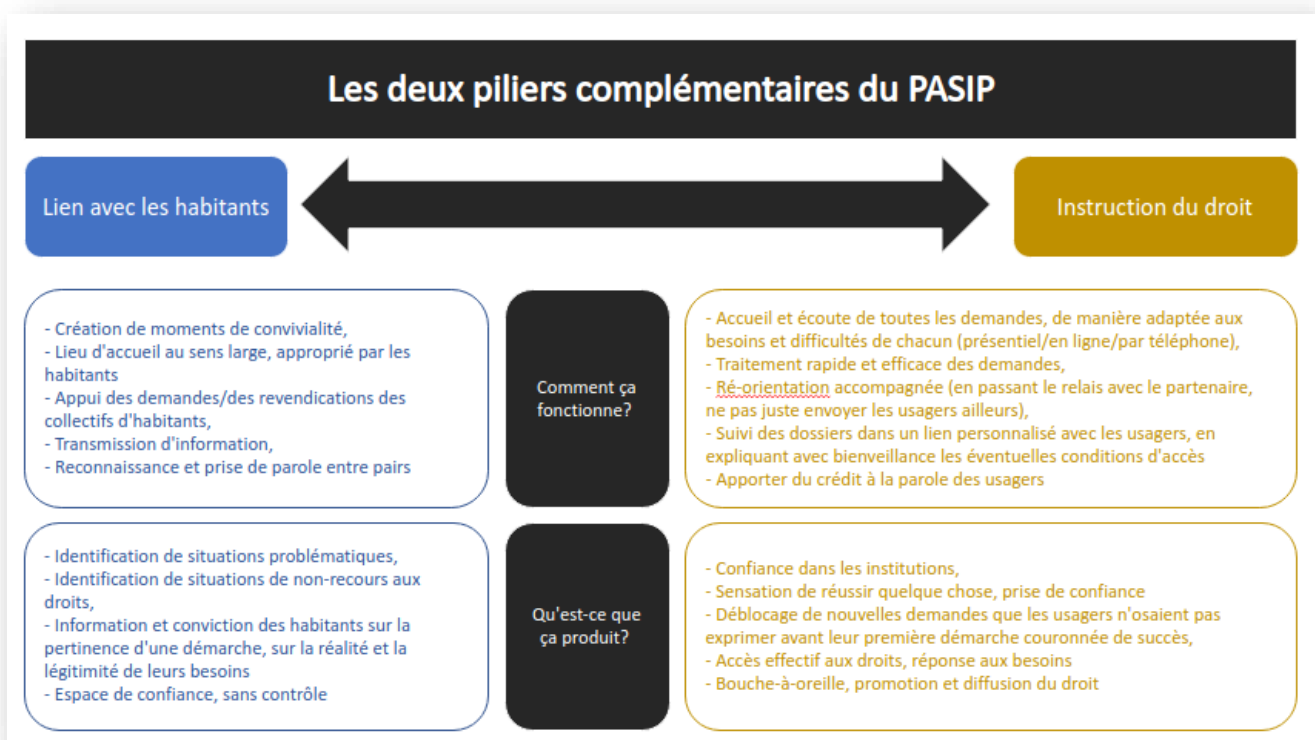 Les deux piliers complémentaires du PASIP
Lien avec les habitants
Instruction du droit
- Création de moments de convivialité,
- Lieu d'accueil au sens large, approprié par les
habitants
- Appui des demandes/des revendications des
collectifs d'habitants,
- Transmission d'information,
- Reconnaissance et prise de parole entre pairs
Comment ça
fonctionne?
- Accueil et écoute de toutes les demandes, de manière adaptée aux
besoins et difficultés de chacun (présentiel/en ligne/par téléphone),
- Traitement rapide et efficace des demandes,
- Ré-orientation accompagnée (en passant le relais avec le partenaire,
ne pas juste envoyer les usagers ailleurs),
- Suivi des dossiers dans un lien personnalisé avec les usagers, en
expliquant avec bienveillance les éventuelles conditions d'accès
- Apporter du crédit à la parole des usagers
- Identification de situations problématiques,
- Identification de situations de non-recours aux
droits,
- Information et conviction des habitants sur la
pertinence d'une démarche, sur la réalité et la
légitimité de leurs besoins
- Espace de confiance, sans contrôle
Qu'est-ce que
ça produit?
- Confiance dans les institutions,
- Sensation de réussir quelque chose, prise de confiance
- Déblocage de nouvelles demandes que les usagers n'osaient pas
exprimer avant leur première démarche couronnée de succès,
- Accès effectif aux droits, réponse aux besoins
- Bouche-à-oreille, promotion et diffusion du droit